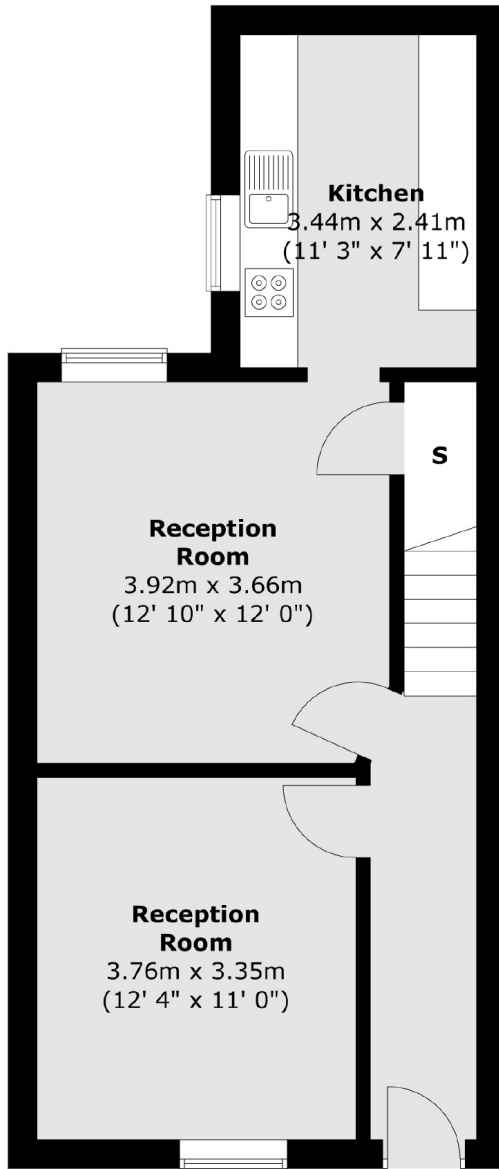 Kitchen
3.44m x 2.41m
(11' 3" x 7' 11")
S
Reception
Room
3.92m x 3.66m
(12' 10" x 12' 0")
Reception
Room
3.76m x 3.35m
(12' 4" x 11' 0")